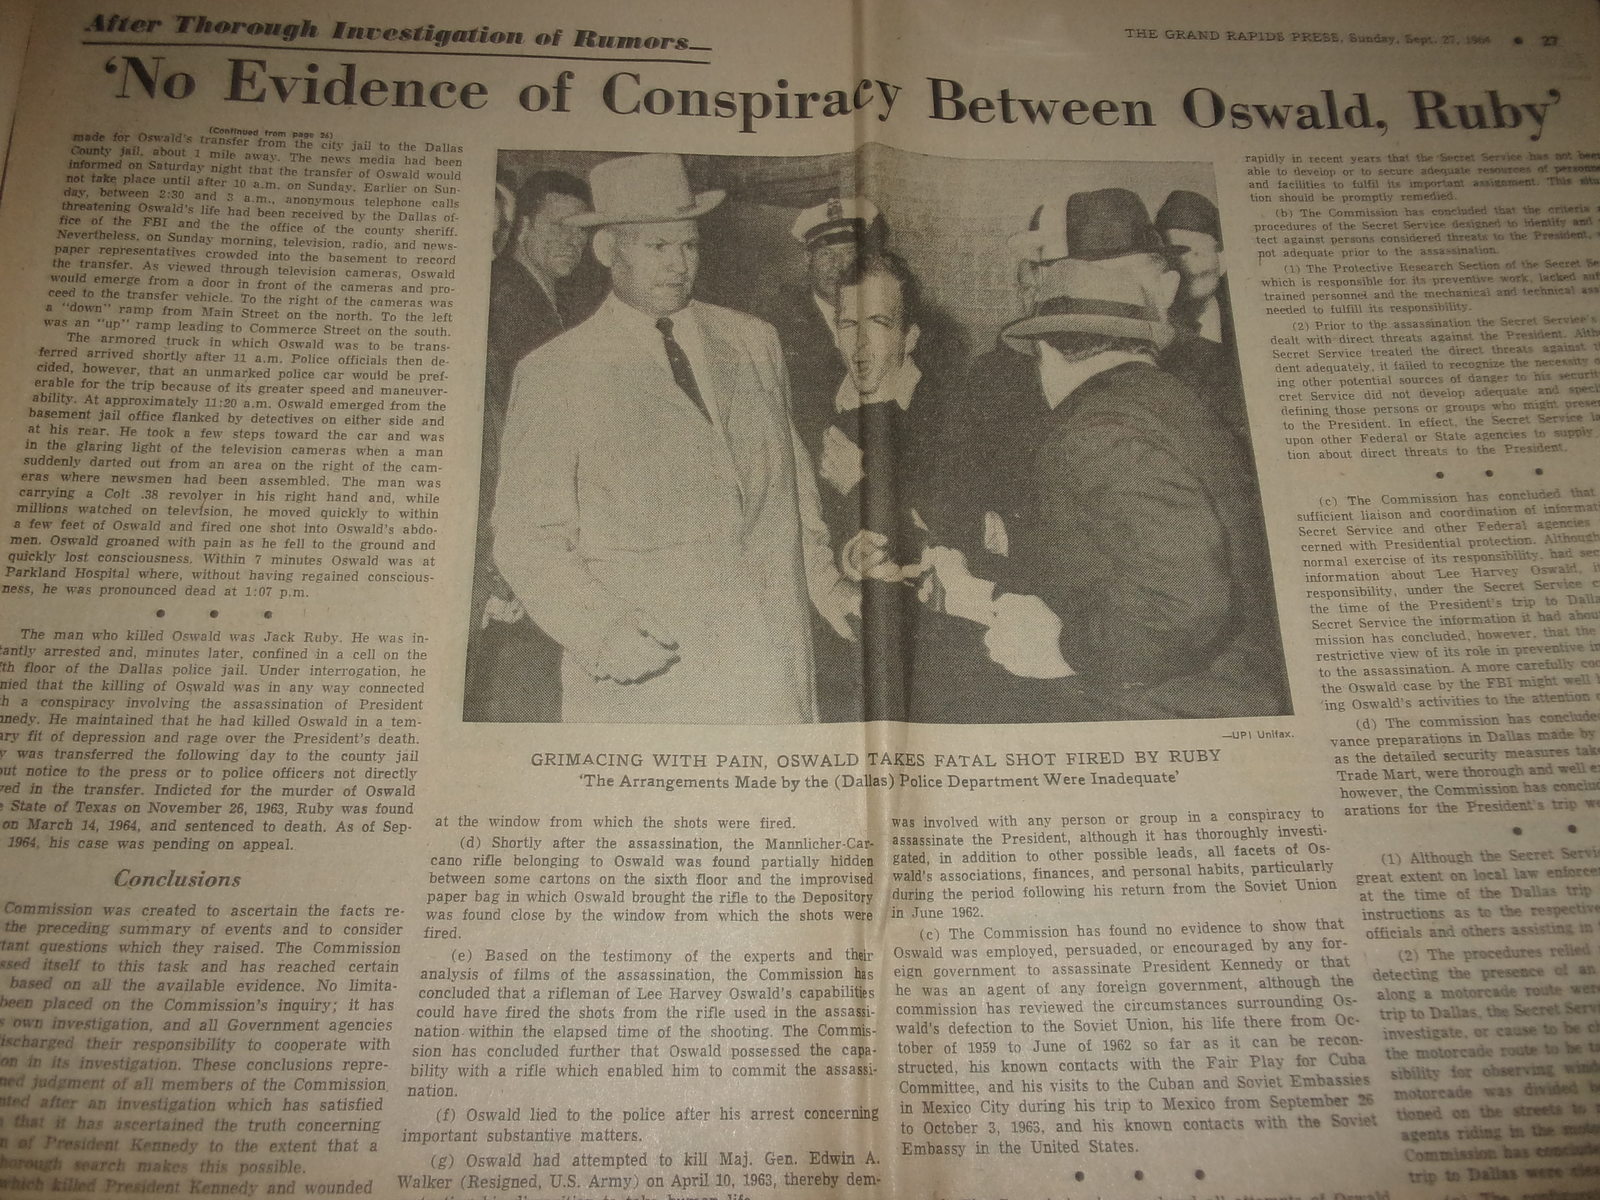 After Thorough Investigation of Rumors—
THE GRAND RAPIDS PRESS, Sunday, Sept. 27, 1964 • 27
'No Evidence of Conspiracy Between Oswald, Ruby'
(Continued from page 26)
made for Oswald's transfer from the city jail to the Dallas
County jail, about 1 mile away. The news media had been
informed on Saturday night that the transfer of Oswald would
not take place until after 10 a.m. on Sunday. Earlier on Sun-
day, between 2:30 and 3 a.m., anonymous telephone calls
threatening Oswald's life had been received by the Dallas of-
fice of the FBI and the the office of the county sheriff.
Nevertheless, on Sunday morning, television, radio, and news-
paper representatives crowded into the basement to record
the transfer. As viewed through television cameras, Oswald
would emerge from a door in front of the cameras and pro-
ceed to the transfer vehicle. To the right of the cameras was
a "down" ramp from Main Street on the north. To the left
was an "up" ramp leading to Commerce Street on the south.
The armored truck in which Oswald was to be trans-
ferred arrived shortly after 11 a.m. Police officials then de-
cided, however, that an unmarked police car would be pref-
erable for the trip because of its greater speed and maneuver-
ability. At approximately 11:20 a.m. Oswald emerged from the
basement jail office flanked by detectives on either side and
at his rear. He took a few steps toward the car and was
in the glaring light of the television cameras when a man
suddenly darted out from an area on the right of the cam-
eras where newsmen had been assembled. The man was
carrying a Colt .38 revolver in his right hand and, while
millions watched on television, he moved quickly to within
a few feet of Oswald and fired one shot into Oswald's abdo-
men. Oswald groaned with pain as he fell to the ground and
quickly lost consciousness. Within 7 minutes Oswald was at
Parkland Hospital where, without having regained conscious-
ness, he was pronounced dead at 1:07 p.m.
• • •
The man who killed Oswald was Jack Ruby. He was in-
tantly arrested and, minutes later, confined in a cell on the
th floor of the Dallas police jail. Under interrogation, he
nied that the killing of Oswald was in any way connected
h a conspiracy involving the assassination of President
nnedy. He maintained that he had killed Oswald in a tem-
ary fit of depression and rage over the President's death.
y was transferred the following day to the county jail
out notice to the press or to police officers not directly
ved in the transfer. Indicted for the murder of Oswald
e State of Texas on November 26, 1963, Ruby was found
on March 14, 1964, and sentenced to death. As of Sep-
1964, his case was pending on appeal.
Conclusions
Commission was created to ascertain the facts re-
the preceding summary of events and to consider
tant questions which they raised. The Commission
ssed itself to this task and has reached certain
based on all the available evidence. No limita-
been placed on the Commission's inquiry; it has
s own investigation, and all Government agencies
ischarged their responsibility to cooperate with
on in its investigation. These conclusions repre-
ned judgment of all members of the Commission
nted after an investigation which has satisfied
that it has ascertained the truth concerning
n of President Kennedy to the extent that a
horough search makes this possible.
which killed President Kennedy and wounded
—UPI Unifax.
GRIMACING WITH PAIN, OSWALD TAKES FATAL SHOT FIRED BY RUBY
'The Arrangements Made by the (Dallas) Police Department Were Inadequate'
at the window from which the shots were fired.
(d) Shortly after the assassination, the Mannlicher-Car-
cano rifle belonging to Oswald was found partially hidden
between some cartons on the sixth floor and the improvised
paper bag in which Oswald brought the rifle to the Depository
was found close by the window from which the shots were
fired.
(e) Based on the testimony of the experts and their
analysis of films of the assassination, the Commission has
concluded that a rifleman of Lee Harvey Oswald's capabilities
could have fired the shots from the rifle used in the assassi-
nation within the elapsed time of the shooting. The Commis-
sion has concluded further that Oswald possessed the capa-
bility with a rifle which enabled him to commit the assassi-
nation.
(f) Oswald lied to the police after his arrest concerning
important substantive matters.
(g) Oswald had attempted to kill Maj. Gen. Edwin A.
Walker (Resigned, U.S. Army) on April 10, 1963, thereby dem-
was involved with any person or group in a conspiracy to
assassinate the President, although it has thoroughly investi-
gated, in addition to other possible leads, all facets of Os-
wald's associations, finances, and personal habits, particularly
during the period following his return from the Soviet Union
in June 1962.
(c) The Commission has found no evidence to show that
Oswald was employed, persuaded, or encouraged by any for-
eign government to assassinate President Kennedy or that
he was an agent of any foreign government, although the
commission has reviewed the circumstances surrounding Os-
wald's defection to the Soviet Union, his life there from Oc-
tober of 1959 to June of 1962 so far as it can be recon-
structed, his known contacts with the Fair Play for Cuba
Committee, and his visits to the Cuban and Soviet Embassies
in Mexico City during his trip to Mexico from September 26
to October 3, 1963, and his known contacts with the Soviet
Embassy in the United States.
• • •
rapidly in recent years that the Secret Service has not been
able to develop or to secure adequate resources of personne
and facilities to fulfil its important assignment. This situ
tion should be promptly remedied.
(b) The Commission has concluded that the criteria a
procedures of the Secret Service designed to identify and
tect against persons considered threats to the President,
not adequate prior to the assassination.
(1) The Protective Research Section of the Secret Se
which is responsible for its preventive work, lacked suf
trained personnel and the mechanical and technical ass
needed to fulfill its responsibility.
(2) Prior to the assassination the Secret Service's
dealt with direct threats against the President. Alth
Secret Service treated the direct threats against t
dent adequately, it failed to recognize the necessity o
ing other potential sources of danger to his securit
cret Service did not develop adequate and speci
defining those persons or groups who might presen
to the President. In effect, the Secret Service la
upon other Federal or State agencies to supply
tion about direct threats to the President.
• • •
(c) The Commission has concluded that
sufficient liaison and coordination of informat
Secret Service and other Federal agencies
cerned with Presidential protection. Although
normal exercise of its responsibility, had sec
information about Lee Harvey Oswald, it
responsibility, under the Secret Service c
the time of the President's trip to Dalla
Secret Service the information it had abou
mission has concluded, however, that the
restrictive view of its role in preventive in
to the assassination. A more carefully coo
the Oswald case by the FBI might well h
ing Oswald's activities to the attention o
(d) The commission has concluded
vance preparations in Dallas made by
as the detailed security measures take
Trade Mart, were thorough and well e
however, the Commission has conclud
arations for the President's trip we
• •
(1) Although the Secret Servic
great extent on local law enforce
at the time of the Dallas trip
instructions as to the respective
officials and others assisting in
(2) The procedures relied
detecting the presence of an
along a motorcade route were
trip to Dallas, the Secret Serv
investigate, or cause to be ch
the motorcade route to be ta
sibility for observing wind
motorcade was divided b
tioned on the streets to
agents riding in the moto
Commission has conclude
trip to Dallas were clea